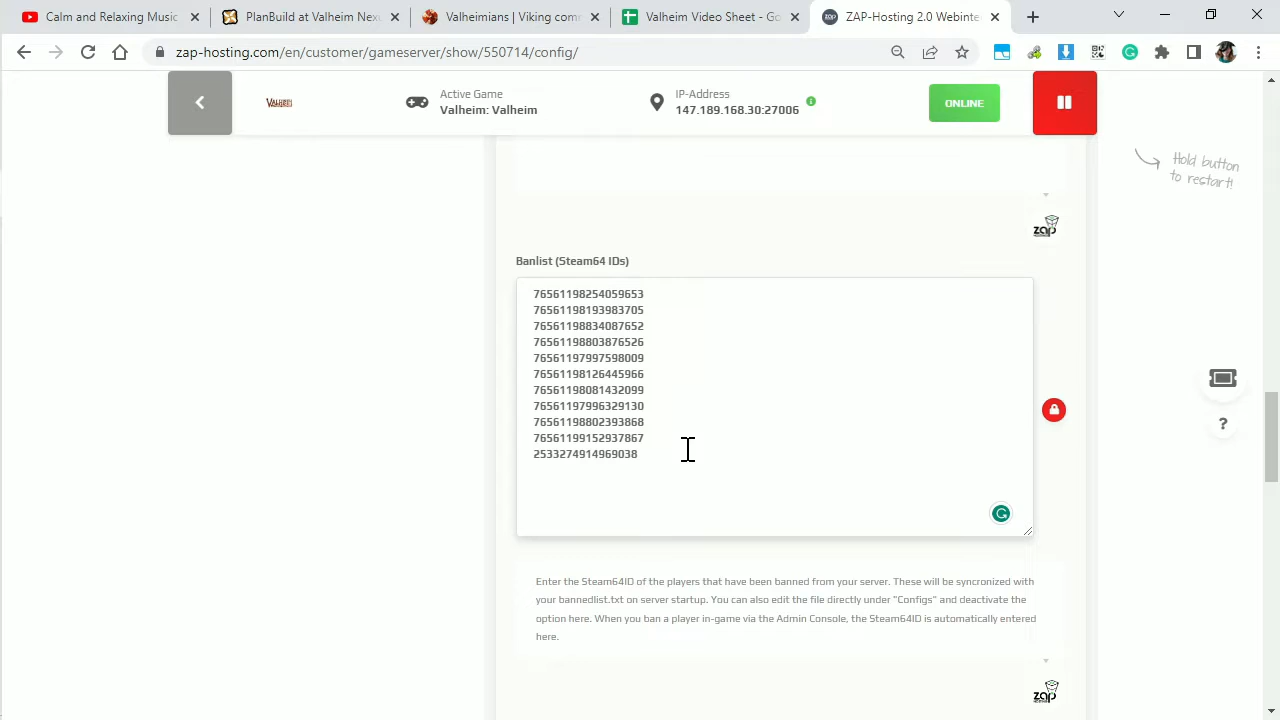 Calm and Relaxing Music
PlanBuild at Valheim
Valheimians | Viking com
Valheim Video Sheet - Go
ZAP-Hosting 2.0 Webinte
zap-hosting.com/en/customer/gameserver/show/550714/config/
VALHEIM
Active Game
Valheim: Valheim
IP-Address
147.189.168.30:27006
ONLINE
Hold button
to restart!
zap
Banlist (Steam64 IDs)
76561198254059653
76561198193983705
76561198834087652
76561198803876526
76561197997598009
76561198126445966
76561198081432099
76561197996329130
76561198802393868
76561199152937867
2533274914969038
?
Enter the Steam64ID of the players that have been banned from your server. These will be syncronized with
your bannedlist.txt on server startup. You can also edit the file directly under "Configs" and deactivate the
option here. When you ban a player in-game via the Admin Console, the Steam64ID is automatically entered
here.
zap